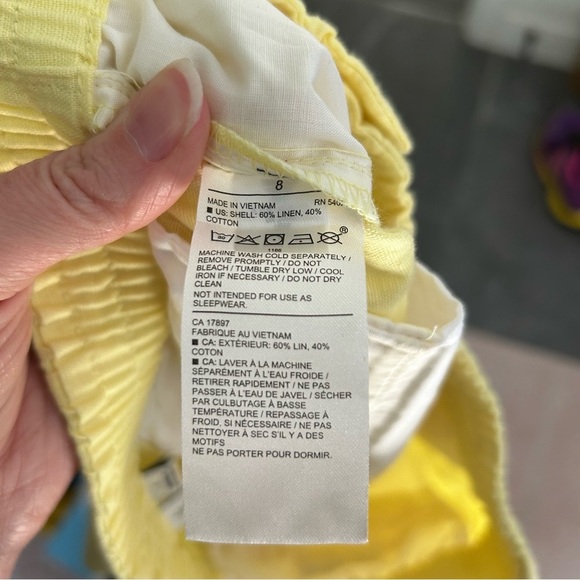 8
MADE IN VIETNAM RN 540
■ US: SHELL: 60% LINEN, 40%
COTTON
®
1166
MACHINE WASH COLD SEPARATELY /
REMOVE PROMPTLY / DO NOT
BLEACH / TUMBLE DRY LOW / COOL
IRON IF NECESSARY / DO NOT DRY
CLEAN
NOT INTENDED FOR USE AS
SLEEPWEAR.
CA 17897
FABRIQUE AU VIETNAM
■ CA: EXTÉRIEUR: 60% LIN, 40%
COTON
■ CA: LAVER À LA MACHINE
SÉPARÉMENT À L'EAU FROIDE /
RETIRER RAPIDEMENT / NE PAS
PASSER À L'EAU DE JAVEL / SÉCHER
PAR CULBUTAGE À BASSE
TEMPÉRATURE / REPASSAGE À
FROID, SI NÉCESSAIRE / NE PAS
NETTOYER À SEC S'IL Y A DES
MOTIFS
NE PAS PORTER POUR DORMIR.